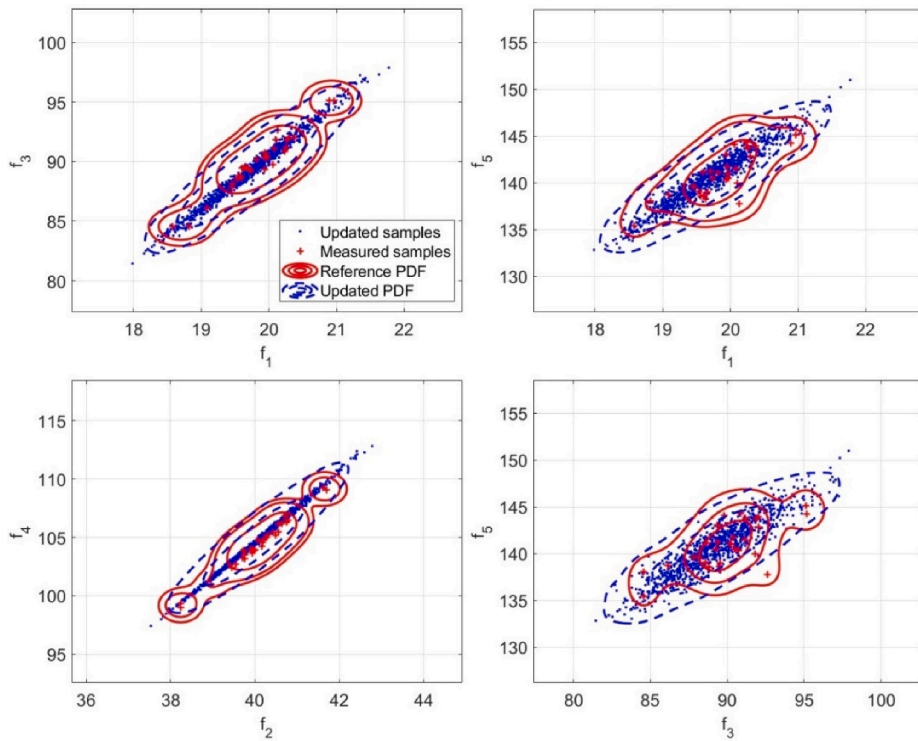 100
95
90
85
80
f3
18 19 20 21 22
f1
Updated samples
Measured samples
Reference PDF
Updated PDF
155
150
145
140
135
130
f5
18 19 20 21 22
f1
115
110
105
100
95
f4
36 38 40 42 44
f2
155
150
145
140
135
130
f5
80 85 90 95 100
f3